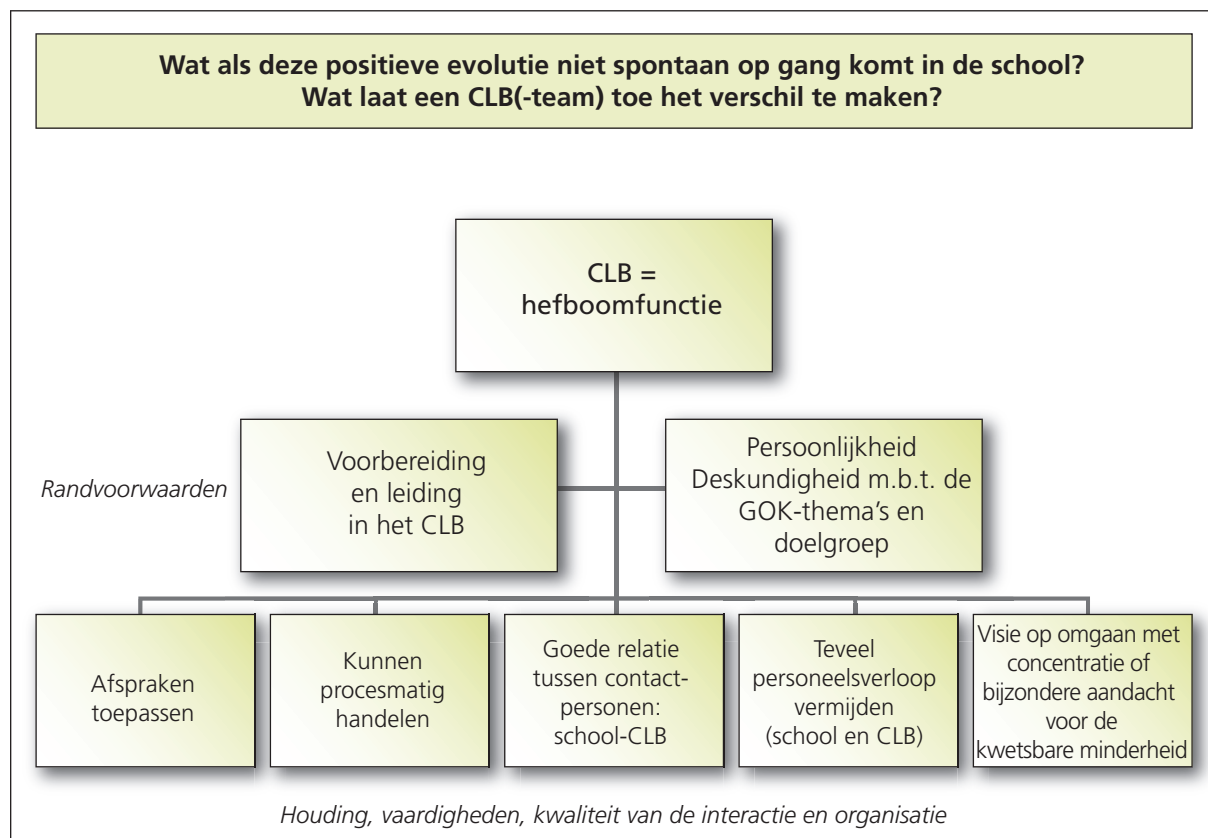 Wat als deze positieve evolutie niet spontaan op gang komt in de school?
Wat laat een CLB(-team) toe het verschil te maken?
CLB =
hefboomfunctie
Randvoorwaarden
Voorbereiding
en leiding
in het CLB
Persoonlijkheid
Deskundigheid m.b.t. de
GOK-thema's en
doelgroep
Afspraken
toepassen
Kunnen
procesmatig
handelen
Goede relatie
tussen contact-
personen:
school-CLB
Teveel
personeelsverloop
vermijden
(school en CLB)
Visie op omgaan met
concentratie of
bijzondere aandacht
voor de
kwetsbare minderheid
Houding, vaardigheden, kwaliteit van de interactie en organisatie